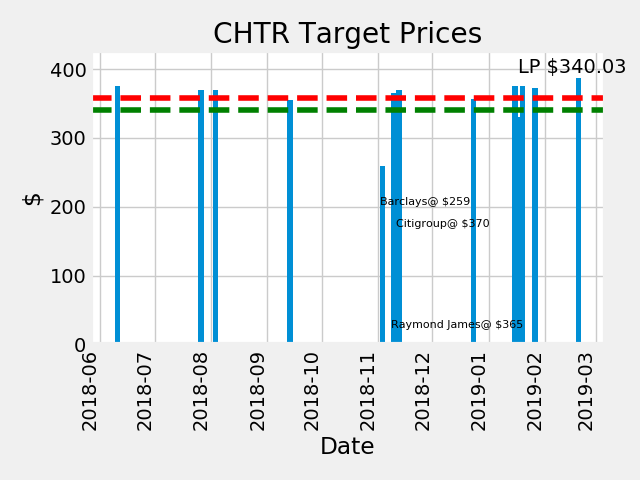 CHTR Target Prices
LP $340.03
400
300
200
100
0
$
Barclays@ $259
Citigroup@ $370
Raymond James@ $365
2018-06
2018-07
2018-08
2018-09
2018-10
2018-11
2018-12
2019-01
2019-02
2019-03
Date